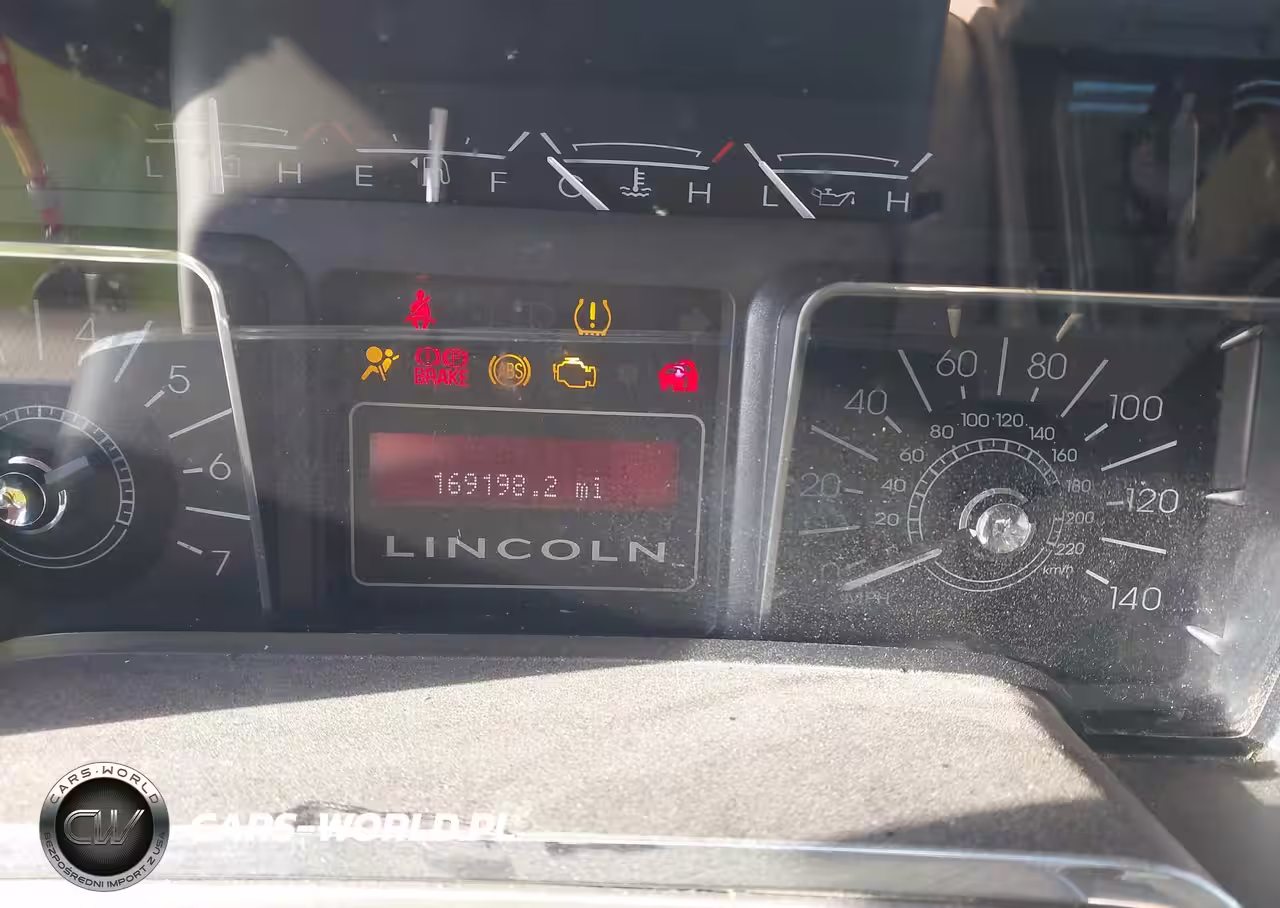 L H E F C H L H
4
5
6
7
BRAKE
ABS
169198.2 mi
LINCOLN
20 40 60 80 100 120 140
20 40 60 80 100 120 140 160 180 200 220
km/h
MPH
CARS-WORLD
CW
BEZPOŚREDNI IMPORT Z USA
CARS-WORLD.PL